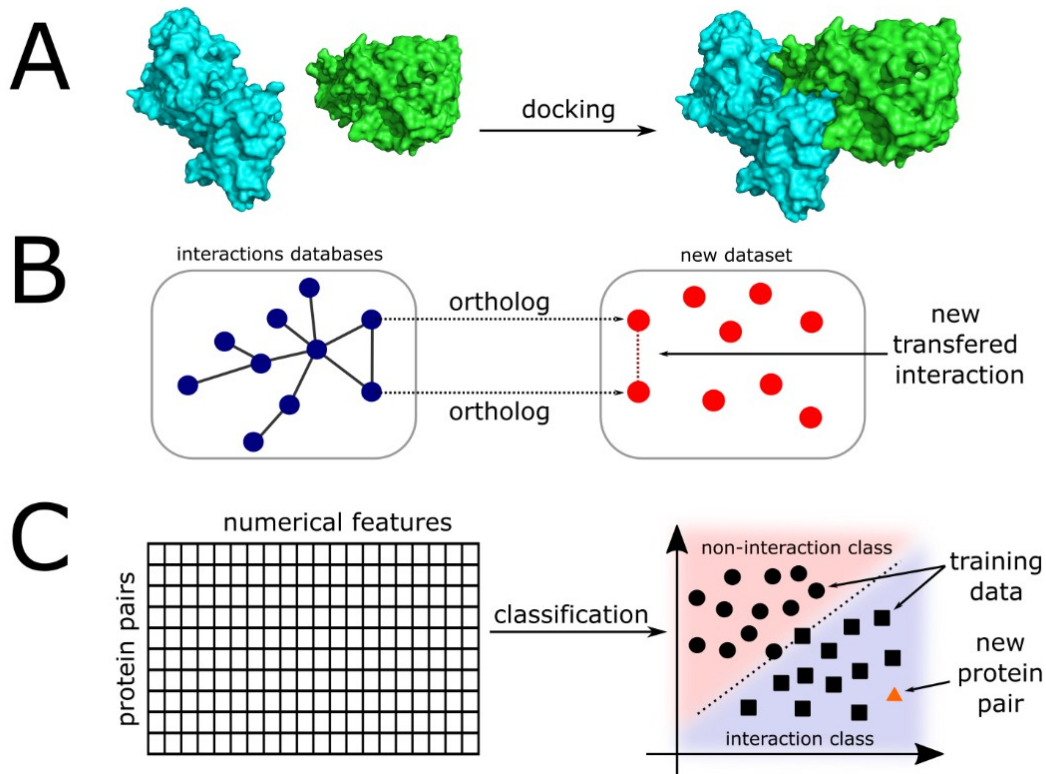 A
docking
B
interactions databases
new dataset
ortholog
ortholog
new
transfered
interaction
C
numerical features
protein pairs
classification
non-interaction class
interaction class
training
data
new
protein
pair